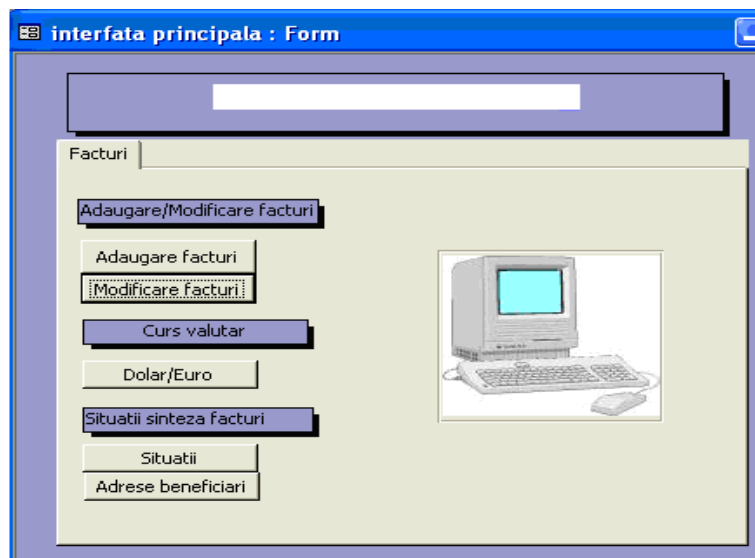 interfata principala : Form
Facturi
Adaugare/Modificare facturi
Adaugare facturi
Modificare facturi
Curs valutar
Dolar/Euro
Situatii sinteza facturi
Situatii
Adrese beneficiari